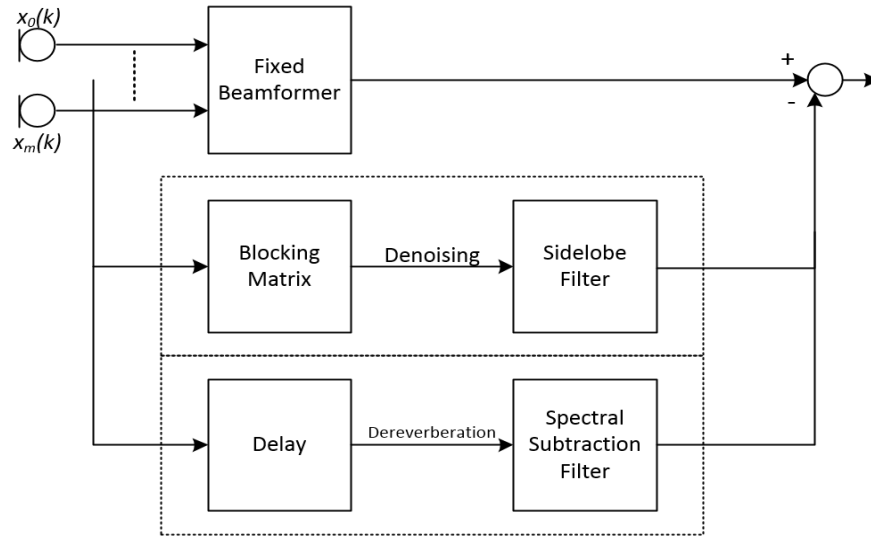 x0(k)
xm(k)
Fixed
Beamformer
+
-
Blocking
Matrix
Denoising
Sidelobe
Filter
Delay
Dereverberation
Spectral
Subtraction
Filter